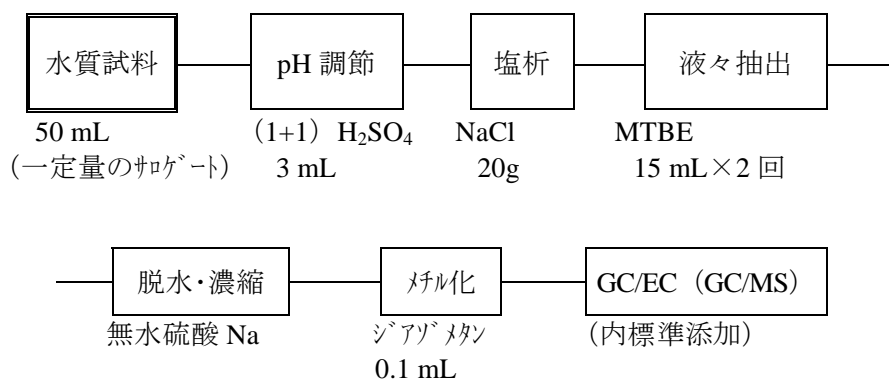 水質試料 pH 調節 塩析 液々抽出
50 mL (1+1) H₂SO₄ NaCl MTBE
(一定量のｻﾛｹﾞｰﾄ) 3 mL 20g 15 mL×2 回
脱水・濃縮 ﾒﾁﾙ化 GC/EC (GC/MS)
無水硫酸 Na ｼﾞｱｿﾞﾒﾀﾝ (内標準添加)
0.1 mL